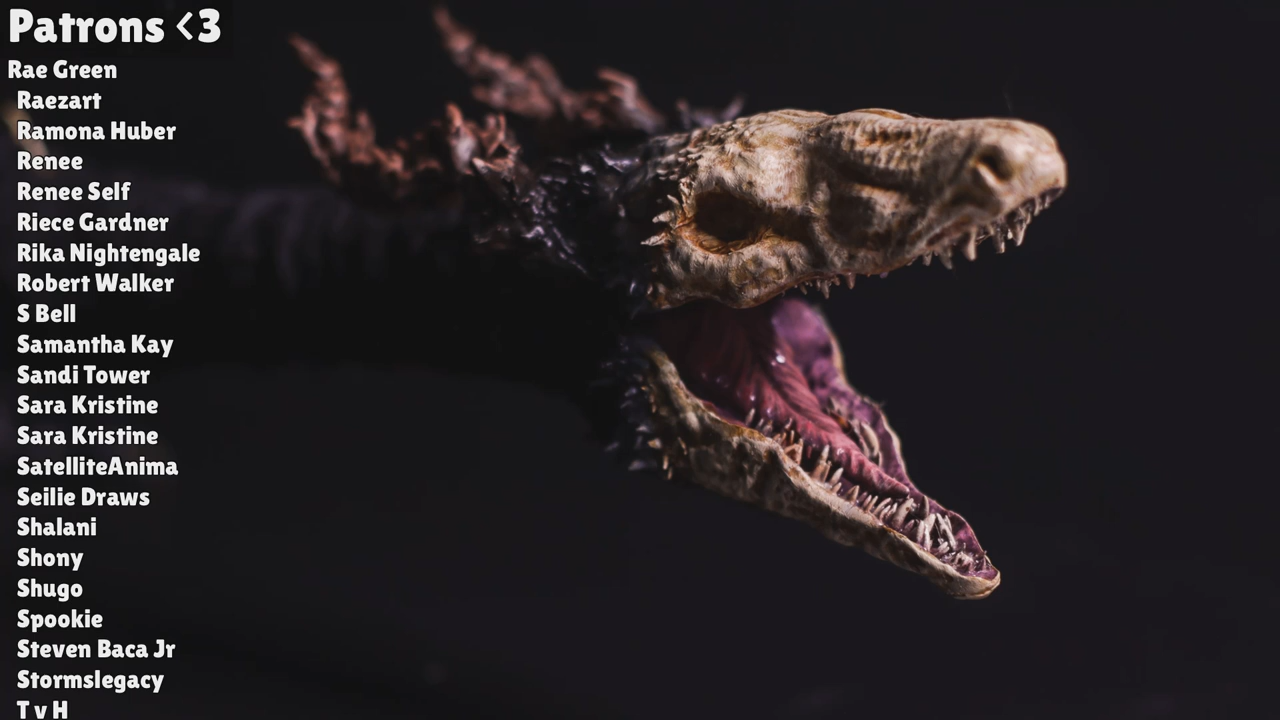 Patrons <3
Rae Green
Raezart
Ramona Huber
Renee
Renee Self
Riece Gardner
Rika Nightengale
Robert Walker
S Bell
Samantha Kay
Sandi Tower
Sara Kristine
Sara Kristine
SatelliteAnima
Seilie Draws
Shalani
Shony
Shugo
Spookie
Steven Baca Jr
Stormslegacy
T v H